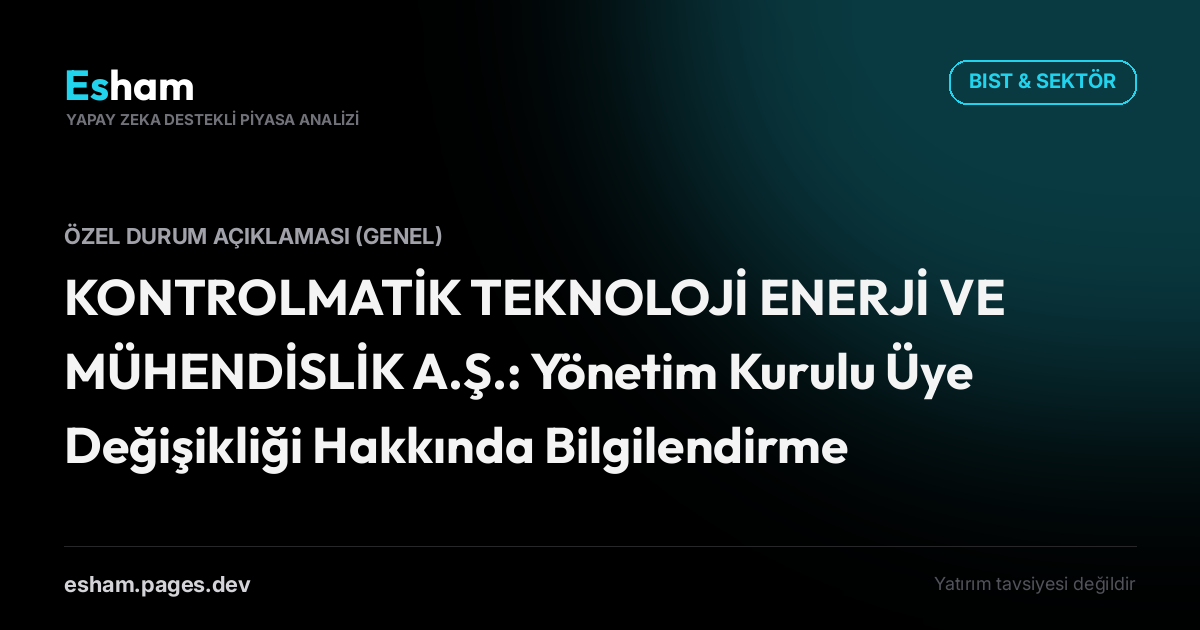 Esham
YAPAY ZEKA DESTEKLİ PİYASA ANALİZİ
BIST & SEKTÖR
ÖZEL DURUM AÇIKLAMASI (GENEL)
KONTROLMATİK TEKNOLOJİ ENERJİ VE
MÜHENDİSLİK A.Ş.: Yönetim Kurulu Üye
Değişikliği Hakkında Bilgilendirme
esham.pages.dev
Yatırım tavsiyesi değildir